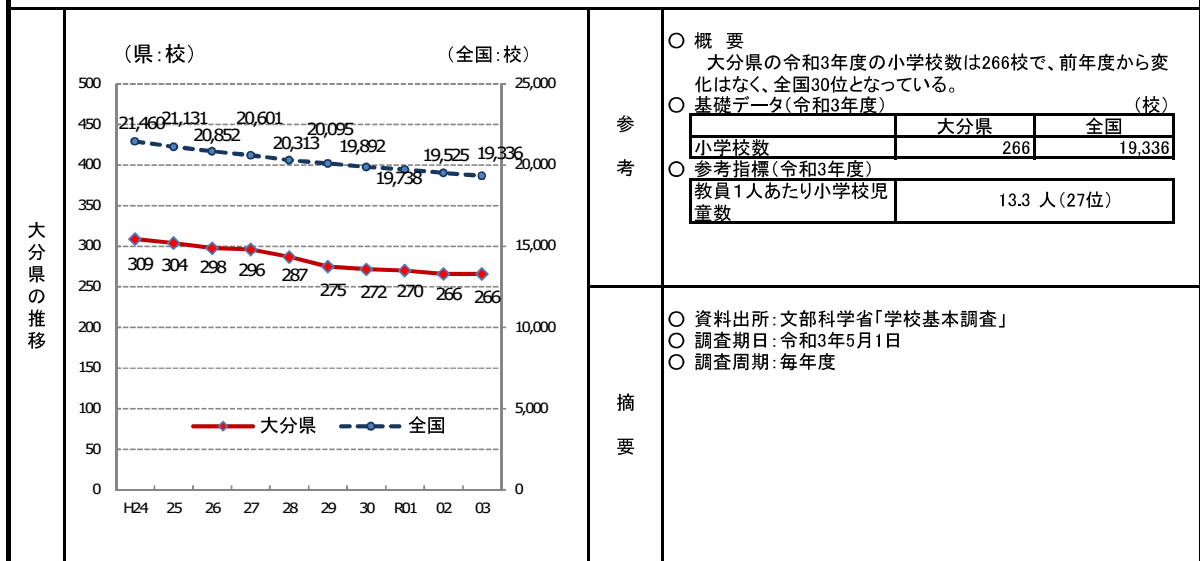 大分県の推移
（県：校）
（全国：校）
500
450
400
350
300
250
200
150
100
50
0
25,000
20,000
15,000
10,000
5,000
0
21,460
21,131
20,852
20,601
20,313
20,095
19,892
19,738
19,525
19,336
309
304
298
296
287
275
272
270
266
266
大分県
全国
H24
25
26
27
28
29
30
R01
02
03
参考
○ 概 要
大分県の令和3年度の小学校数は266校で、前年度から変
化はなく、全国30位となっている。
○ 基礎データ（令和3年度） （校）
大分県 全国
小学校数 266 19,336
○ 参考指標（令和3年度）
教員１人あたり小学校児
童数
13.3 人（27位）
摘要
○ 資料出所：文部科学省「学校基本調査」
○ 調査期日：令和3年5月1日
○ 調査周期：毎年度